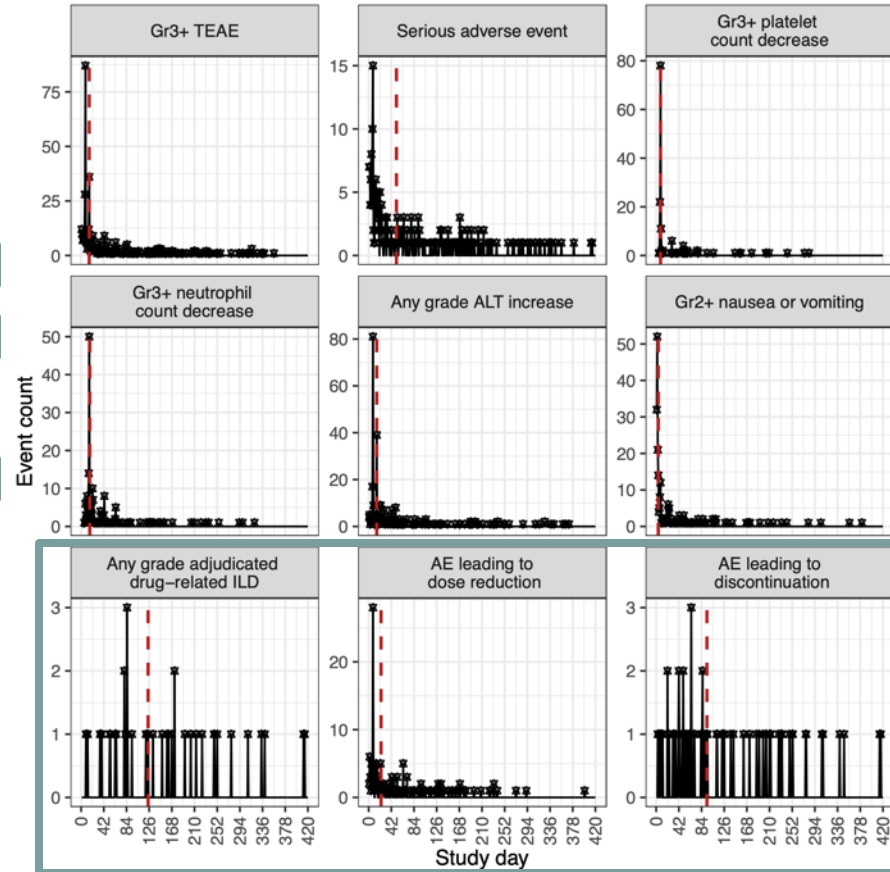 Gr3+ TEAE
Serious adverse event
Gr3+ platelet
count decrease
75
50
25
0
15
10
5
0
80
60
40
20
0
Gr3+ neutrophil
count decrease
Any grade ALT increase
Gr2+ nausea or vomiting
50
40
30
20
10
0
80
60
40
20
0
50
40
30
20
10
0
Event count
Any grade adjudicated
drug−related ILD
AE leading to
dose reduction
AE leading to
discontinuation
3
2
1
0
20
10
0
3
2
1
0
0 42 84 126 168 210 252 294 336 378 420
0 42 84 126 168 210 252 294 336 378 420
0 42 84 126 168 210 252 294 336 378 420
Study day